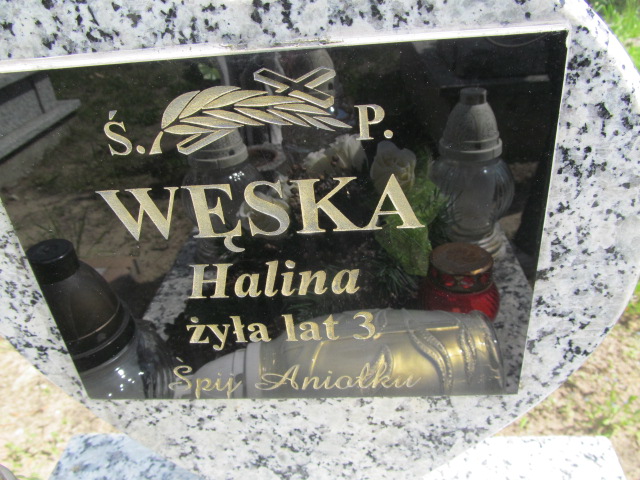 Ś. P.
WĘSKA
Halina
żyła lat 3.
Śpij Aniołku